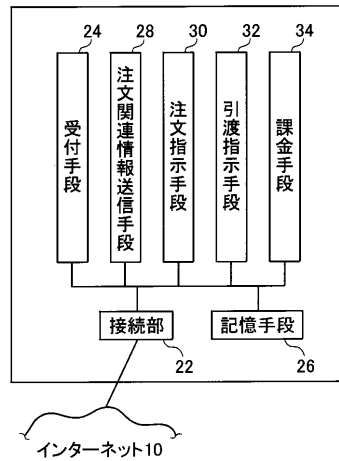 24
28
30
32
34
受付手段
注文関連情報送信手段
注文指示手段
引渡指示手段
課金手段
接続部
記憶手段
22
26
インターネット10